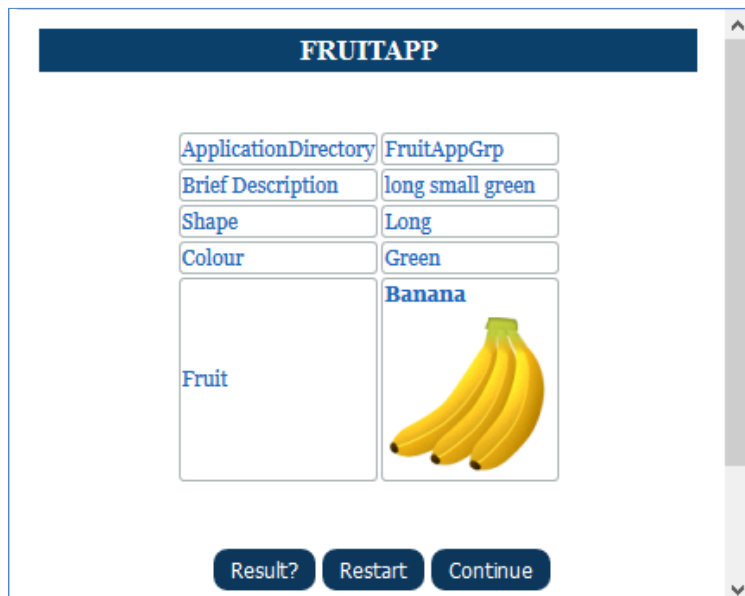 FRUITAPP
ApplicationDirectory FruitAppGrp
Brief Description long small green
Shape Long
Colour Green
Banana
Fruit
Result? Restart Continue